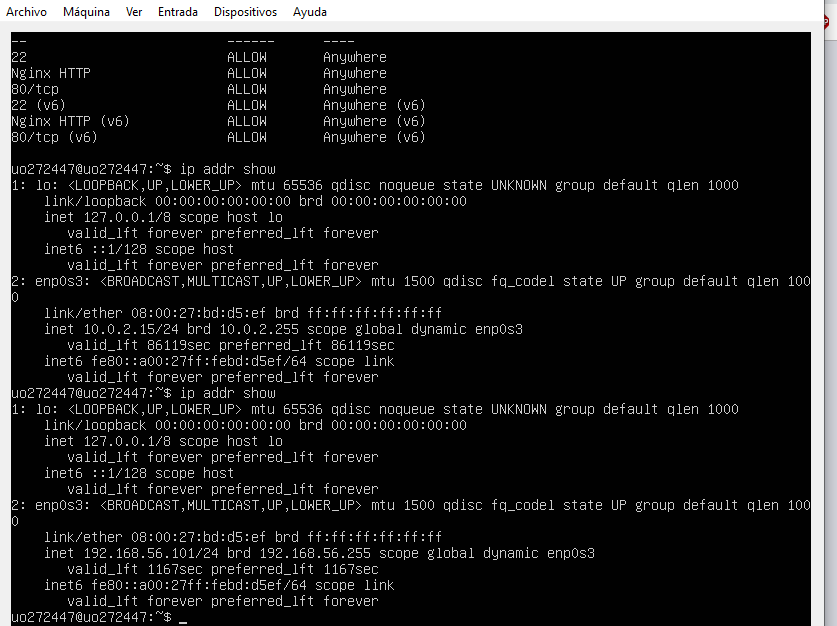 Archivo Máquina Ver Entrada Dispositivos Ayuda
-- ------ ----
22 ALLOW Anywhere
Nginx HTTP ALLOW Anywhere
80/tcp ALLOW Anywhere
22 (v6) ALLOW Anywhere (v6)
Nginx HTTP (v6) ALLOW Anywhere (v6)
80/tcp (v6) ALLOW Anywhere (v6)
uo272447@uo272447:~$ ip addr show
1: lo: <LOOPBACK,UP,LOWER_UP> mtu 65536 qdisc noqueue state UNKNOWN group default qlen 1000
link/loopback 00:00:00:00:00:00 brd 00:00:00:00:00:00
inet 127.0.0.1/8 scope host lo
valid_lft forever preferred_lft forever
inet6 ::1/128 scope host
valid_lft forever preferred_lft forever
2: enp0s3: <BROADCAST,MULTICAST,UP,LOWER_UP> mtu 1500 qdisc fq_codel state UP group default qlen 100
0
link/ether 08:00:27:bd:d5:ef brd ff:ff:ff:ff:ff:ff
inet 10.0.2.15/24 brd 10.0.2.255 scope global dynamic enp0s3
valid_lft 86119sec preferred_lft 86119sec
inet6 fe80::a00:27ff:febd:d5ef/64 scope link
valid_lft forever preferred_lft forever
uo272447@uo272447:~$ ip addr show
1: lo: <LOOPBACK,UP,LOWER_UP> mtu 65536 qdisc noqueue state UNKNOWN group default qlen 1000
link/loopback 00:00:00:00:00:00 brd 00:00:00:00:00:00
inet 127.0.0.1/8 scope host lo
valid_lft forever preferred_lft forever
inet6 ::1/128 scope host
valid_lft forever preferred_lft forever
2: enp0s3: <BROADCAST,MULTICAST,UP,LOWER_UP> mtu 1500 qdisc fq_codel state UP group default qlen 100
0
link/ether 08:00:27:bd:d5:ef brd ff:ff:ff:ff:ff:ff
inet 192.168.56.101/24 brd 192.168.56.255 scope global dynamic enp0s3
valid_lft 1167sec preferred_lft 1167sec
inet6 fe80::a00:27ff:febd:d5ef/64 scope link
valid_lft forever preferred_lft forever
uo272447@uo272447:~$ _